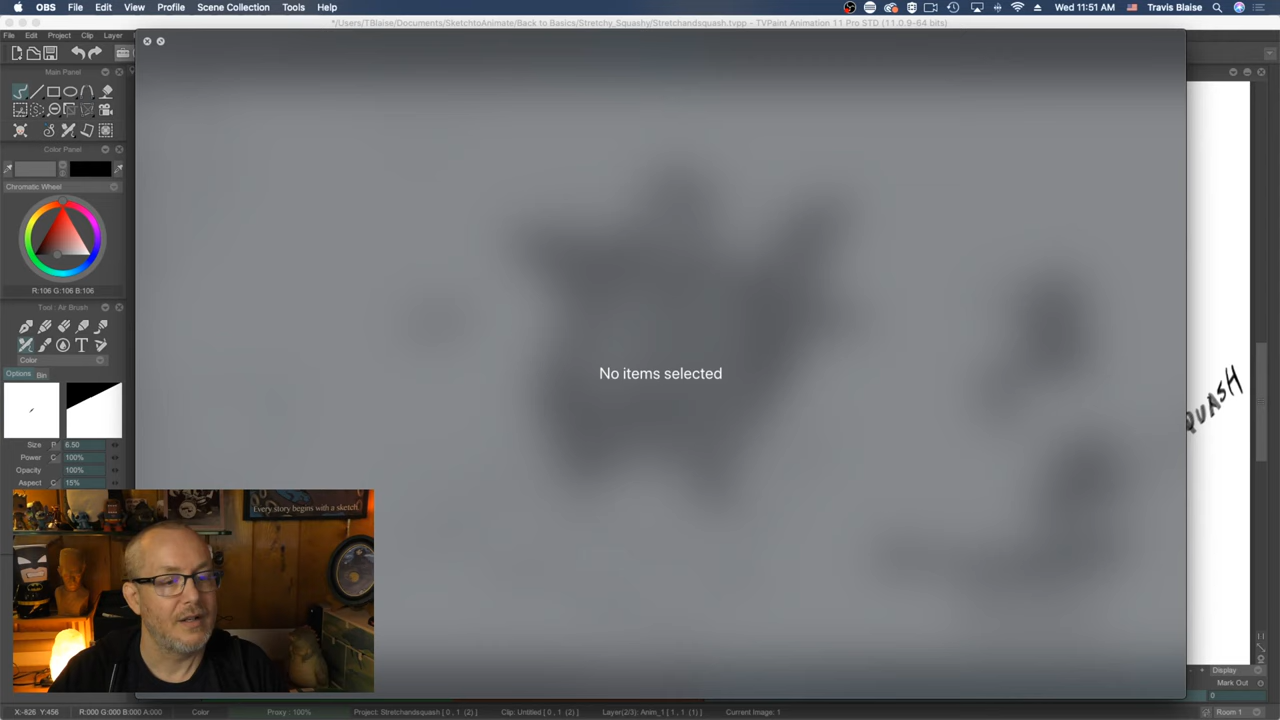 OBS File Edit View Profile Scene Collection Tools Help Travis Blaise Wed 11:51 AM
*/Users/TBlaise/Documents/SketchtoAnimate/Back to Basics/Stretchy_Squashy/Stretchandsquash.tvpp - TVPaint Animation 11 Pro STD (11.0.9-64 bits)
File Edit Project Clip Layer
Main Panel
Color Panel
Chromatic Wheel
R:106 G:106 B:106
Tool : Air Brush
Color
Options Bin
Size P 6.50
Power C 100%
Opacity 100%
Aspect C 15%
No items selected
QUASH
Every story begins with a sketch
Display
Mark Out
0
X:-826 Y:456 R:000 G:000 B:000 A:000 Color Proxy : 100% Project: Stretchandsquash [ 0 , 1 (2) ] Clip: Untitled [ 0 , 1 (2) ] Layer(2/3): Anim_1 [ 1 , 1 (1) ] Current Image: 1 Room 1